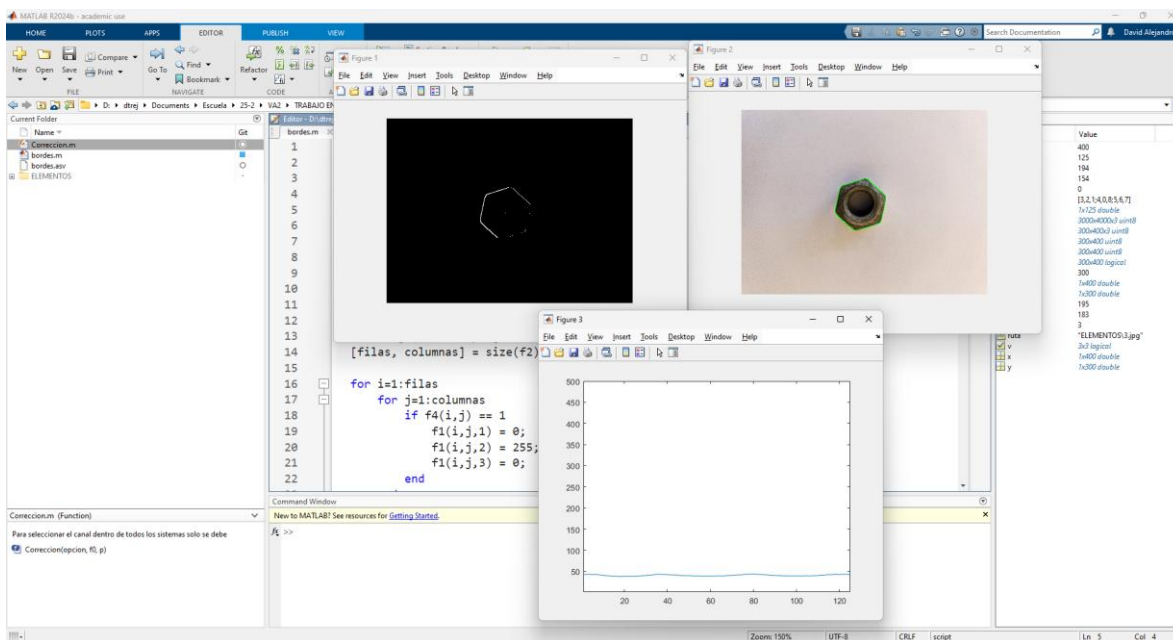 MATLAB R2024b - academic use
HOME PLOTS APPS EDITOR PUBLISH VIEW
Search Documentation
David Alejandr
New Open Save
Compare
Print
Go To
Find
Bookmark
Refactor
FILE NAVIGATE CODE
D: dtrej Documents Escuela 25-2 VA2 TRABAJO EN
Current Folder
Name Git
Correccion.m
bordes.m
bordes.asv
ELEMENTOS
Editor - D:\dtrej
bordes.m
1
2
3
4
5
6
7
8
9
10
11
12
13
14 [filas, columnas] = size(f2)
15
16 for i=1:filas
17 for j=1:columnas
18 if f4(i,j) == 1
19 f1(i,j,1) = 0;
20 f1(i,j,2) = 255;
21 f1(i,j,3) = 0;
22 end
Figure 1
File Edit View Insert Tools Desktop Window Help
Figure 2
File Edit View Insert Tools Desktop Window Help
Figure 3
File Edit View Insert Tools Desktop Window Help
500
450
400
350
300
250
200
150
100
50
20 40 60 80 100 120
Value
400
125
194
154
0
[3,2,1;4,0,8;5,6,7]
1x125 double
3000x4000x3 uint8
300x400x3 uint8
300x400 uint8
300x400 uint8
300x400 logical
300
1x400 double
1x300 double
195
183
3
ruta "ELEMENTOS\3.jpg"
v 3x3 logical
x 1x400 double
y 1x300 double
Command Window
New to MATLAB? See resources for Getting Started.
fx >>
Correccion.m (Function)
Para seleccionar el canal dentro de todos los sistemas solo se debe
Correccion(opcion, f0, p)
Zoom: 150% UTF-8 CRLF script Ln 5 Col 4